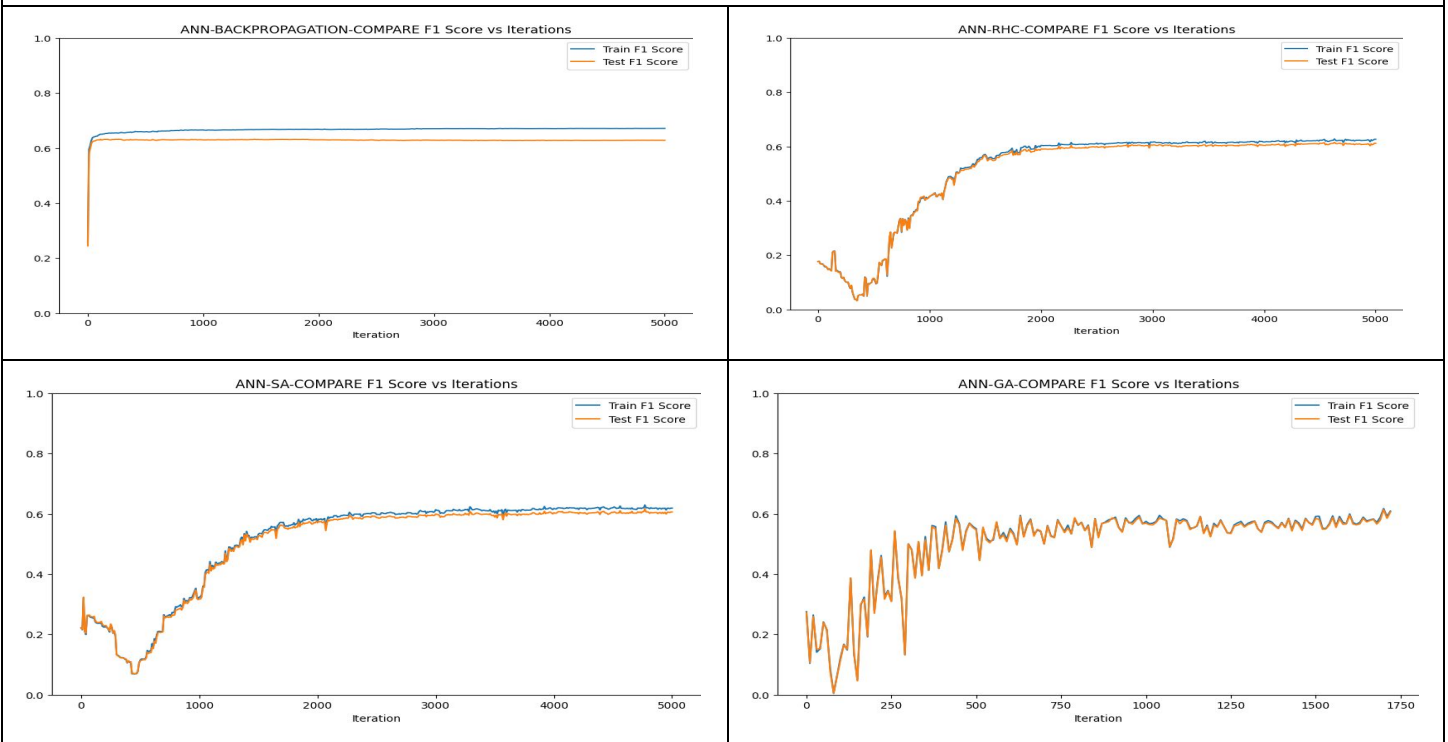 ANN-BACKPROPAGATION-COMPARE F1 Score vs Iterations
1.0
Train F1 Score
Test F1 Score
0.8
0.6
0.4
0.2
0.0
0 1000 2000 3000 4000 5000
Iteration
ANN-RHC-COMPARE F1 Score vs Iterations
1.0
Train F1 Score
Test F1 Score
0.8
0.6
0.4
0.2
0.0
0 1000 2000 3000 4000 5000
Iteration
ANN-SA-COMPARE F1 Score vs Iterations
1.0
Train F1 Score
Test F1 Score
0.8
0.6
0.4
0.2
0.0
0 1000 2000 3000 4000 5000
Iteration
ANN-GA-COMPARE F1 Score vs Iterations
1.0
Train F1 Score
Test F1 Score
0.8
0.6
0.4
0.2
0.0
0 250 500 750 1000 1250 1500 1750
Iteration